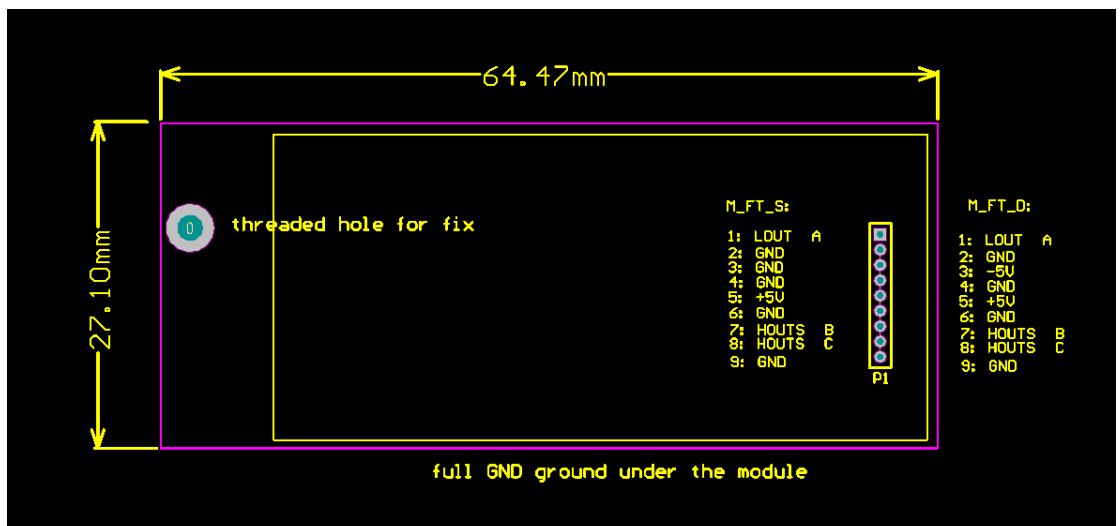 64.47mm
27.10mm
0
threaded hole for fix
M_FT_S:
1: LOUT A
2: GND
3: GND
4: GND
5: +5V
6: GND
7: HOUTS B
8: HOUTS C
9: GND
P1
M_FT_D:
1: LOUT A
2: GND
3: -5V
4: GND
5: +5V
6: GND
7: HOUTS B
8: HOUTS C
9: GND
full GND ground under the module